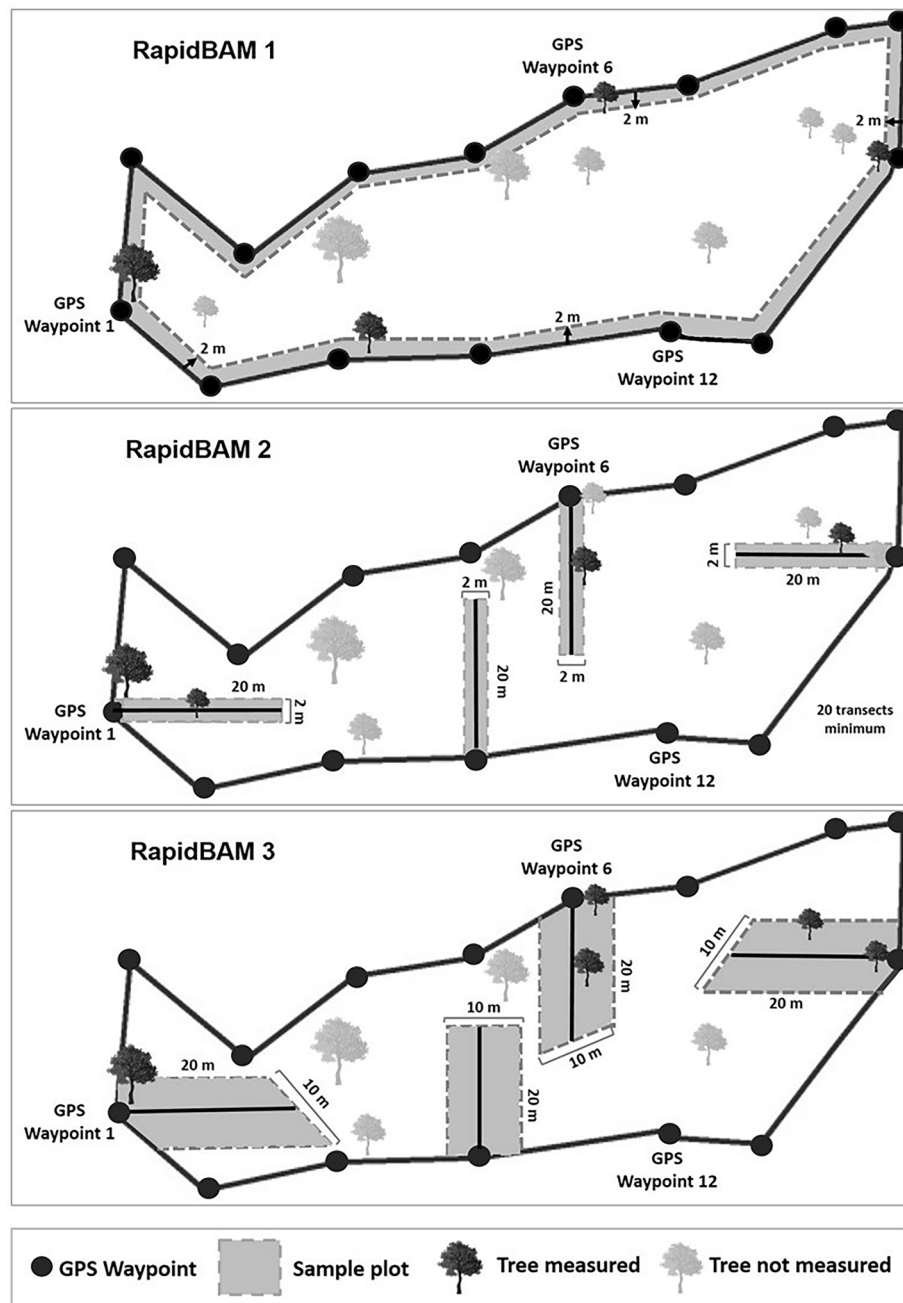 RapidBAM 1
GPS
Waypoint 6
2 m
2 m
GPS
Waypoint 1
2 m
2 m
GPS
Waypoint 12
RapidBAM 2
GPS
Waypoint 6
2 m
20 m
2 m
20 m
2 m
20 m
20 m
2 m
2 m
GPS
Waypoint 1
20 transects
minimum
GPS
Waypoint 12
RapidBAM 3
GPS
Waypoint 6
10 m
20 m
10 m
20 m
20 m
10 m
20 m
10 m
GPS
Waypoint 1
GPS
Waypoint 12
GPS Waypoint
Sample plot
Tree measured
Tree not measured